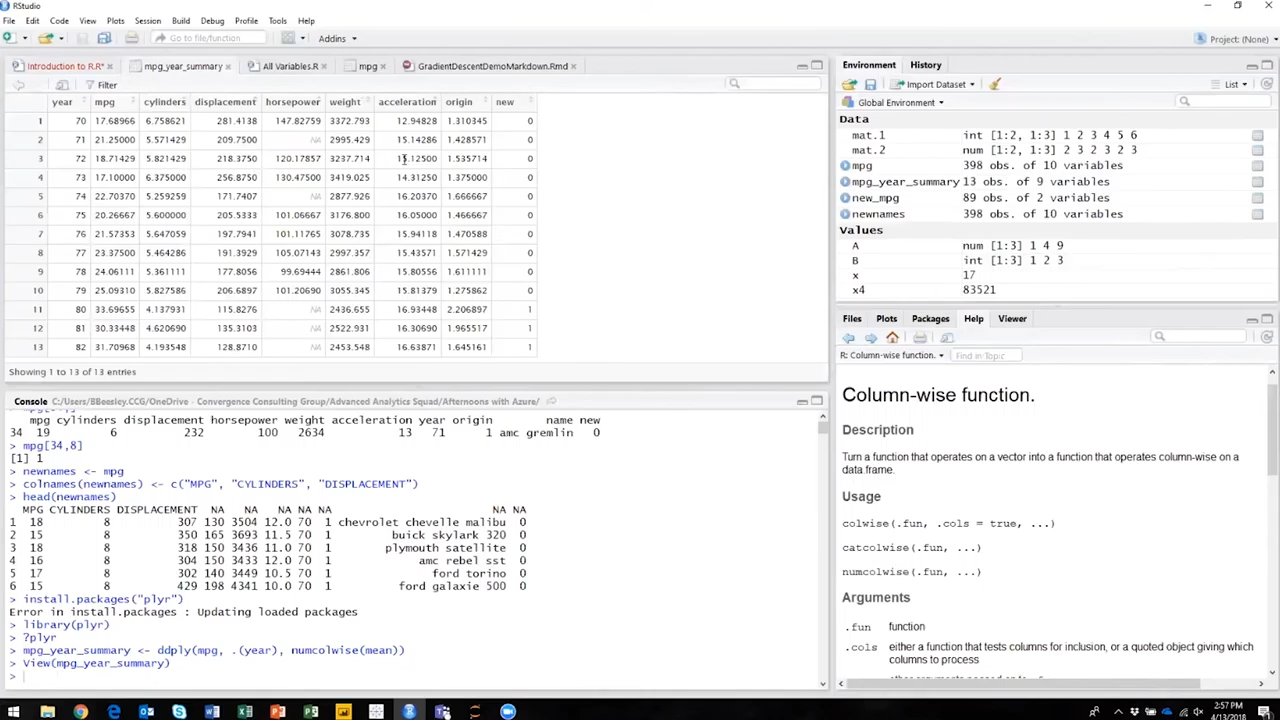 RStudio
File Edit Code View Plots Session Build Debug Profile Tools Help
Go to file/function Addins Project: (None)
Introduction to R.R* mpg_year_summary All Variables.R mpg GradientDescentDemoMarkdown.Rmd
Filter
year mpg cylinders displacement horsepower weight acceleration origin new
1 70 17.68966 6.758621 281.4138 147.82759 3372.793 12.94828 1.310345 0
2 71 21.25000 5.571429 209.7500 NA 2995.429 15.14286 1.428571 0
3 72 18.71429 5.821429 218.3750 120.17857 3237.714 15.12500 1.535714 0
4 73 17.10000 6.375000 256.8750 130.47500 3419.025 14.31250 1.375000 0
5 74 22.70370 5.259259 171.7407 NA 2877.926 16.20370 1.666667 0
6 75 20.26667 5.600000 205.5333 101.06667 3176.800 16.05000 1.466667 0
7 76 21.57353 5.647059 197.7941 101.11765 3078.735 15.94118 1.470588 0
8 77 23.37500 5.464286 191.3929 105.07143 2997.357 15.43571 1.571429 0
9 78 24.06111 5.361111 177.8056 99.69444 2861.806 15.80556 1.611111 0
10 79 25.09310 5.827586 206.6897 101.20690 3055.345 15.81379 1.275862 0
11 80 33.69655 4.137931 115.8276 NA 2436.655 16.93448 2.206897 1
12 81 30.33448 4.620690 135.3103 NA 2522.931 16.30690 1.965517 1
13 82 31.70968 4.193548 128.8710 NA 2453.548 16.63871 1.645161 1
Showing 1 to 13 of 13 entries
Console C:/Users/BBeesley.CCG/OneDrive - Convergence Consulting Group/Advanced Analytics Squad/Afternoons with Azure/
mpg cylinders displacement horsepower weight acceleration year origin name new
34 19 6 232 100 2634 13 71 1 amc gremlin 0
> mpg[34,8]
[1] 1
> newnames <- mpg
> colnames(newnames) <- c("MPG", "CYLINDERS", "DISPLACEMENT")
> head(newnames)
MPG CYLINDERS DISPLACEMENT NA NA NA NA NA NA NA
1 18 8 307 130 3504 12.0 70 1 chevrolet chevelle malibu 0
2 15 8 350 165 3693 11.5 70 1 buick skylark 320 0
3 18 8 318 150 3436 11.0 70 1 plymouth satellite 0
4 16 8 304 150 3433 12.0 70 1 amc rebel sst 0
5 17 8 302 140 3449 10.5 70 1 ford torino 0
6 15 8 429 198 4341 10.0 70 1 ford galaxie 500 0
> install.packages("plyr")
Error in install.packages : Updating loaded packages
> library(plyr)
> ?plyr
> mpg_year_summary <- ddply(mpg, .(year), numcolwise(mean))
> View(mpg_year_summary)
>
Environment History
Import Dataset List
Global Environment
Data
mat.1 int [1:2, 1:3] 1 2 3 4 5 6
mat.2 num [1:2, 1:3] 2 3 2 3 2 3
mpg 398 obs. of 10 variables
mpg_year_summary 13 obs. of 9 variables
new_mpg 89 obs. of 2 variables
newnames 398 obs. of 10 variables
Values
A num [1:3] 1 4 9
B int [1:3] 1 2 3
x 17
x4 83521
Files Plots Packages Help Viewer
R: Column-wise function. Find in Topic
Column-wise function.
Description
Turn a function that operates on a vector into a function that operates column-wise on a
data frame.
Usage
colwise(.fun, .cols = true, ...)
catcolwise(.fun, ...)
numcolwise(.fun, ...)
Arguments
.fun function
.cols either a function that tests columns for inclusion, or a quoted object giving which
columns to process
2:57 PM
4/13/2018